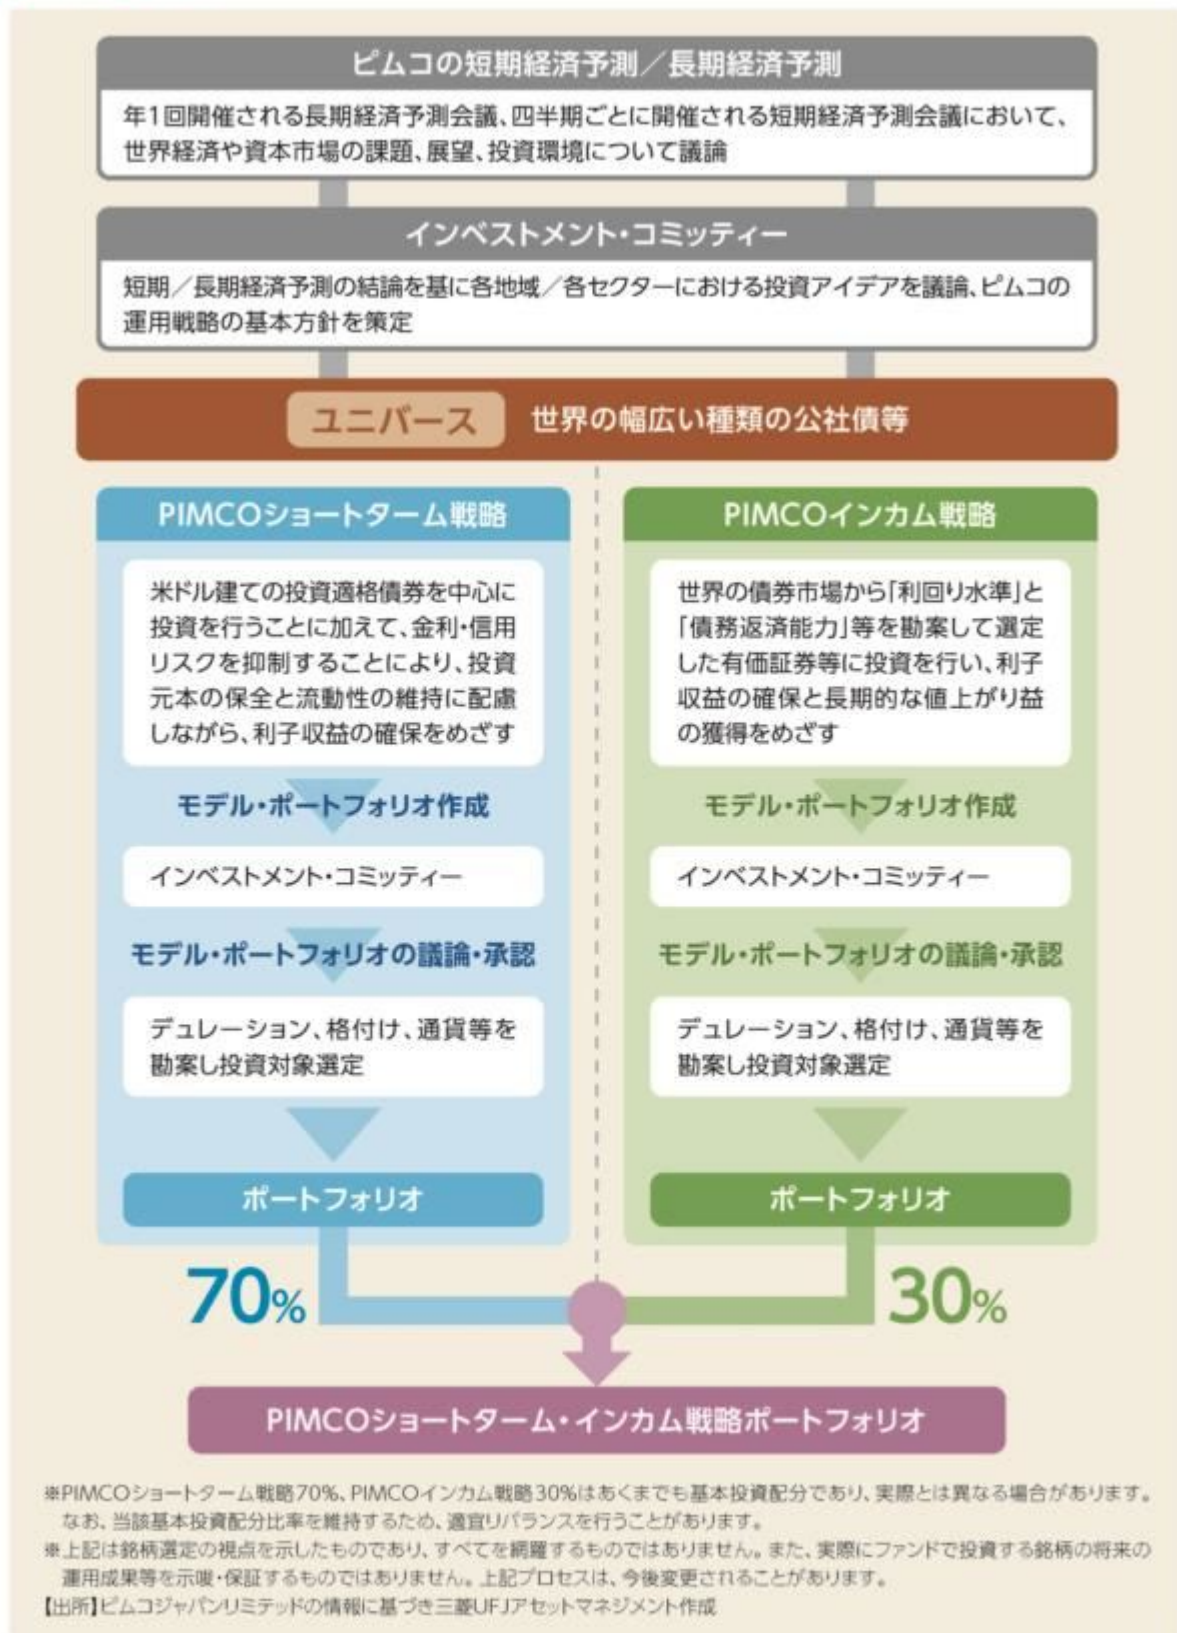 ピムコの短期経済予測／長期経済予測
年1回開催される長期経済予測会議、四半期ごとに開催される短期経済予測会議において、
世界経済や資本市場の課題、展望、投資環境について議論
インベストメント・コミッティー
短期／長期経済予測の結論を基に各地域／各セクターにおける投資アイデアを議論、ピムコの
運用戦略の基本方針を策定
ユニバース 世界の幅広い種類の公社債等
PIMCOショートターム戦略
米ドル建ての投資適格債券を中心に
投資を行うことに加えて、金利・信用
リスクを抑制することにより、投資
元本の保全と流動性の維持に配慮
しながら、利子収益の確保をめざす
モデル・ポートフォリオ作成
インベストメント・コミッティー
モデル・ポートフォリオの議論・承認
デュレーション、格付け、通貨等を
勘案し投資対象選定
ポートフォリオ
70%
PIMCOインカム戦略
世界の債券市場から「利回り水準」と
「債務返済能力」等を勘案して選定
した有価証券等に投資を行い、利子
収益の確保と長期的な値上がり益
の獲得をめざす
モデル・ポートフォリオ作成
インベストメント・コミッティー
モデル・ポートフォリオの議論・承認
デュレーション、格付け、通貨等を
勘案し投資対象選定
ポートフォリオ
30%
PIMCOショートターム・インカム戦略ポートフォリオ
※PIMCOショートターム戦略70%、PIMCOインカム戦略30%はあくまでも基本投資配分であり、実際とは異なる場合があります。
なお、当該基本投資配分比率を維持するため、適宜リバランスを行うことがあります。
※上記は銘柄選定の視点を示したものであり、すべてを網羅するものではありません。また、実際にファンドで投資する銘柄の将来の
運用成果等を示唆・保証するものではありません。上記プロセスは、今後変更されることがあります。
【出所】ピムコジャパンリミテッドの情報に基づき三菱UFJアセットマネジメント作成